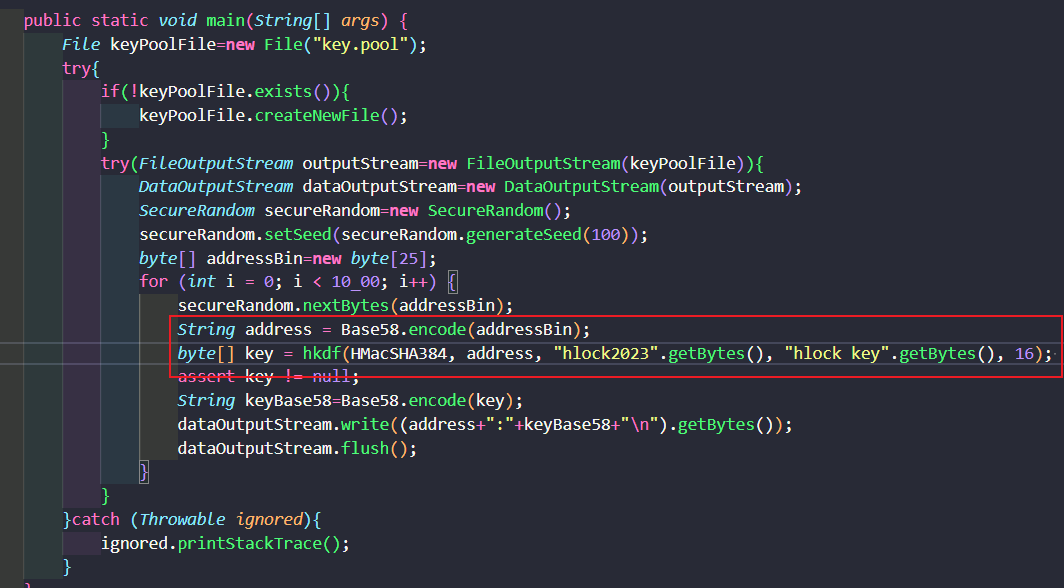 public static void main(String[] args) {
File keyPoolFile=new File("key.pool");
try{
if(!keyPoolFile.exists()){
keyPoolFile.createNewFile();
}
try(FileOutputStream outputStream=new FileOutputStream(keyPoolFile)){
DataOutputStream dataOutputStream=new DataOutputStream(outputStream);
SecureRandom secureRandom=new SecureRandom();
secureRandom.setSeed(secureRandom.generateSeed(100));
byte[] addressBin=new byte[25];
for (int i = 0; i < 10_00; i++) {
secureRandom.nextBytes(addressBin);
String address = Base58.encode(addressBin);
byte[] key = hkdf(HMacSHA384, address, "hlock2023".getBytes(), "hlock key".getBytes(), 16);
assert key != null;
String keyBase58=Base58.encode(key);
dataOutputStream.write((address+":"+keyBase58+"\n").getBytes());
dataOutputStream.flush();
}
}
}catch (Throwable ignored){
ignored.printStackTrace();
}
}